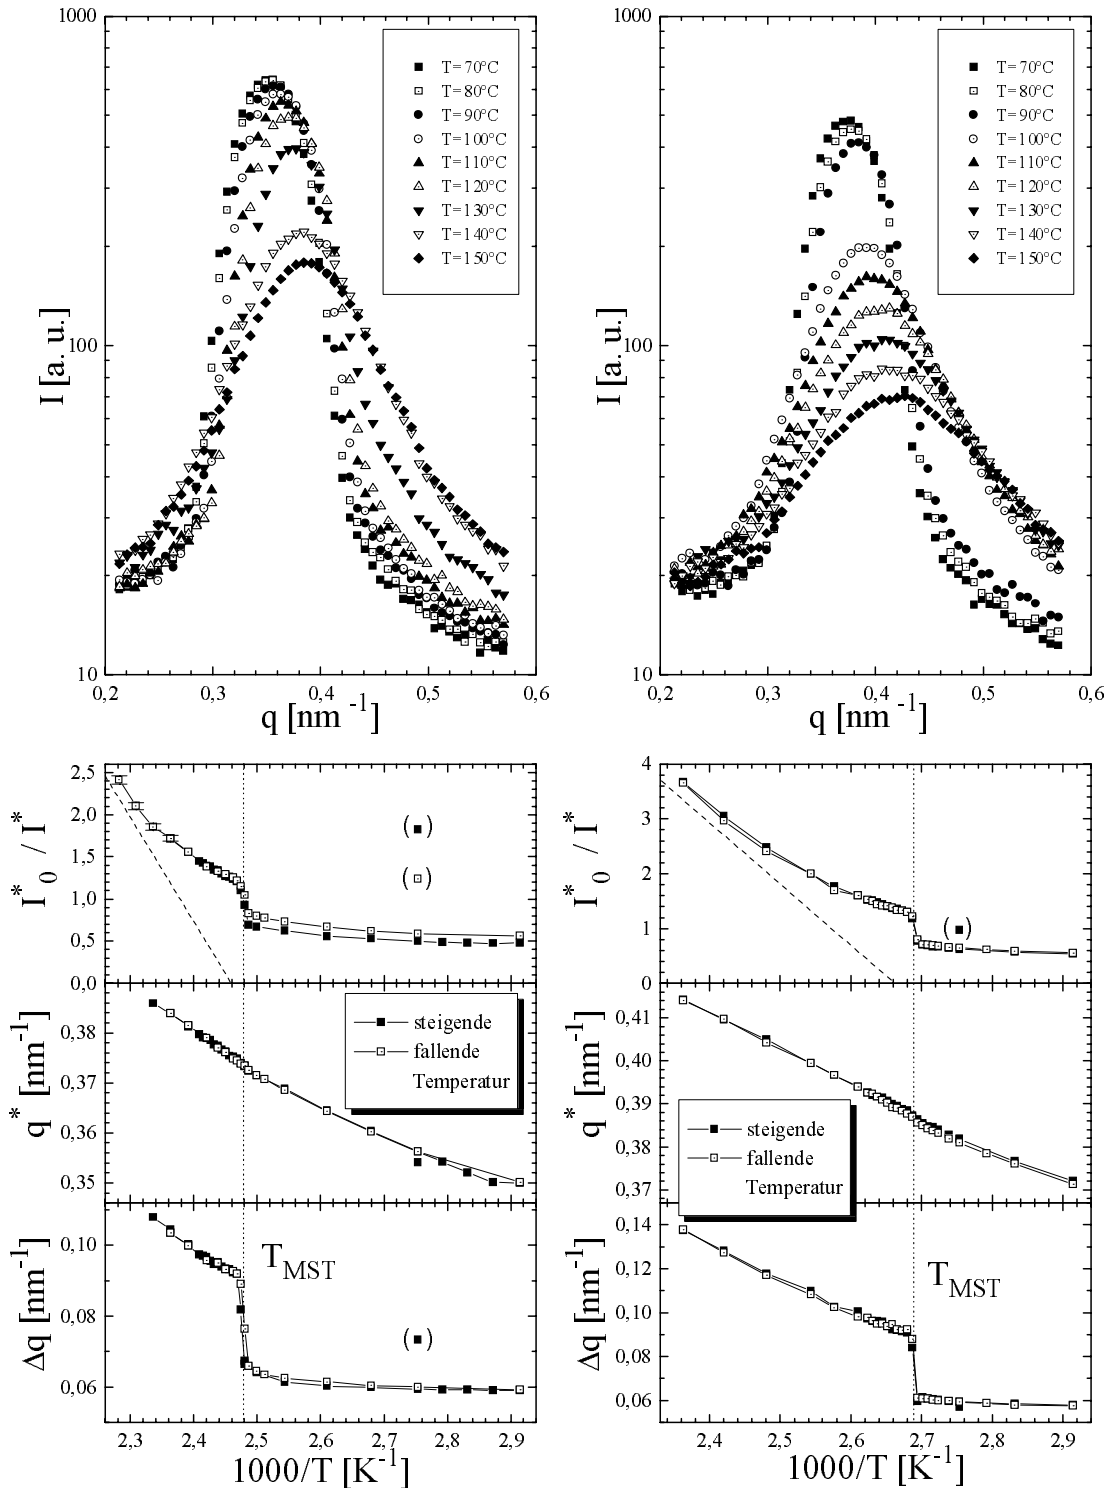 1000
100
10
I [a. u.]
T=70°C
T=80°C
T=90°C
T=100°C
T=110°C
T=120°C
T=130°C
T=140°C
T=150°C
0,2 0,3 0,4 0,5 0,6
q [nm⁻¹]
1000
100
10
I [a. u.]
T=70°C
T=80°C
T=90°C
T=100°C
T=110°C
T=120°C
T=130°C
T=140°C
T=150°C
0,2 0,3 0,4 0,5 0,6
q [nm⁻¹]
2,5
2,0
1,5
1,0
0,5
0,0
I*₀ / I*
( )
( )
0,38
0,37
0,36
0,35
q* [nm⁻¹]
steigende
fallende
Temperatur
0,10
0,08
0,06
Δq [nm⁻¹]
T_MST
( )
2,3 2,4 2,5 2,6 2,7 2,8 2,9
1000/T [K⁻¹]
4
3
2
1
0
I*₀ / I*
( )
0,41
0,40
0,39
0,38
0,37
q* [nm⁻¹]
steigende
fallende
Temperatur
0,14
0,12
0,10
0,08
0,06
Δq [nm⁻¹]
T_MST
2,4 2,5 2,6 2,7 2,8 2,9
1000/T [K⁻¹]